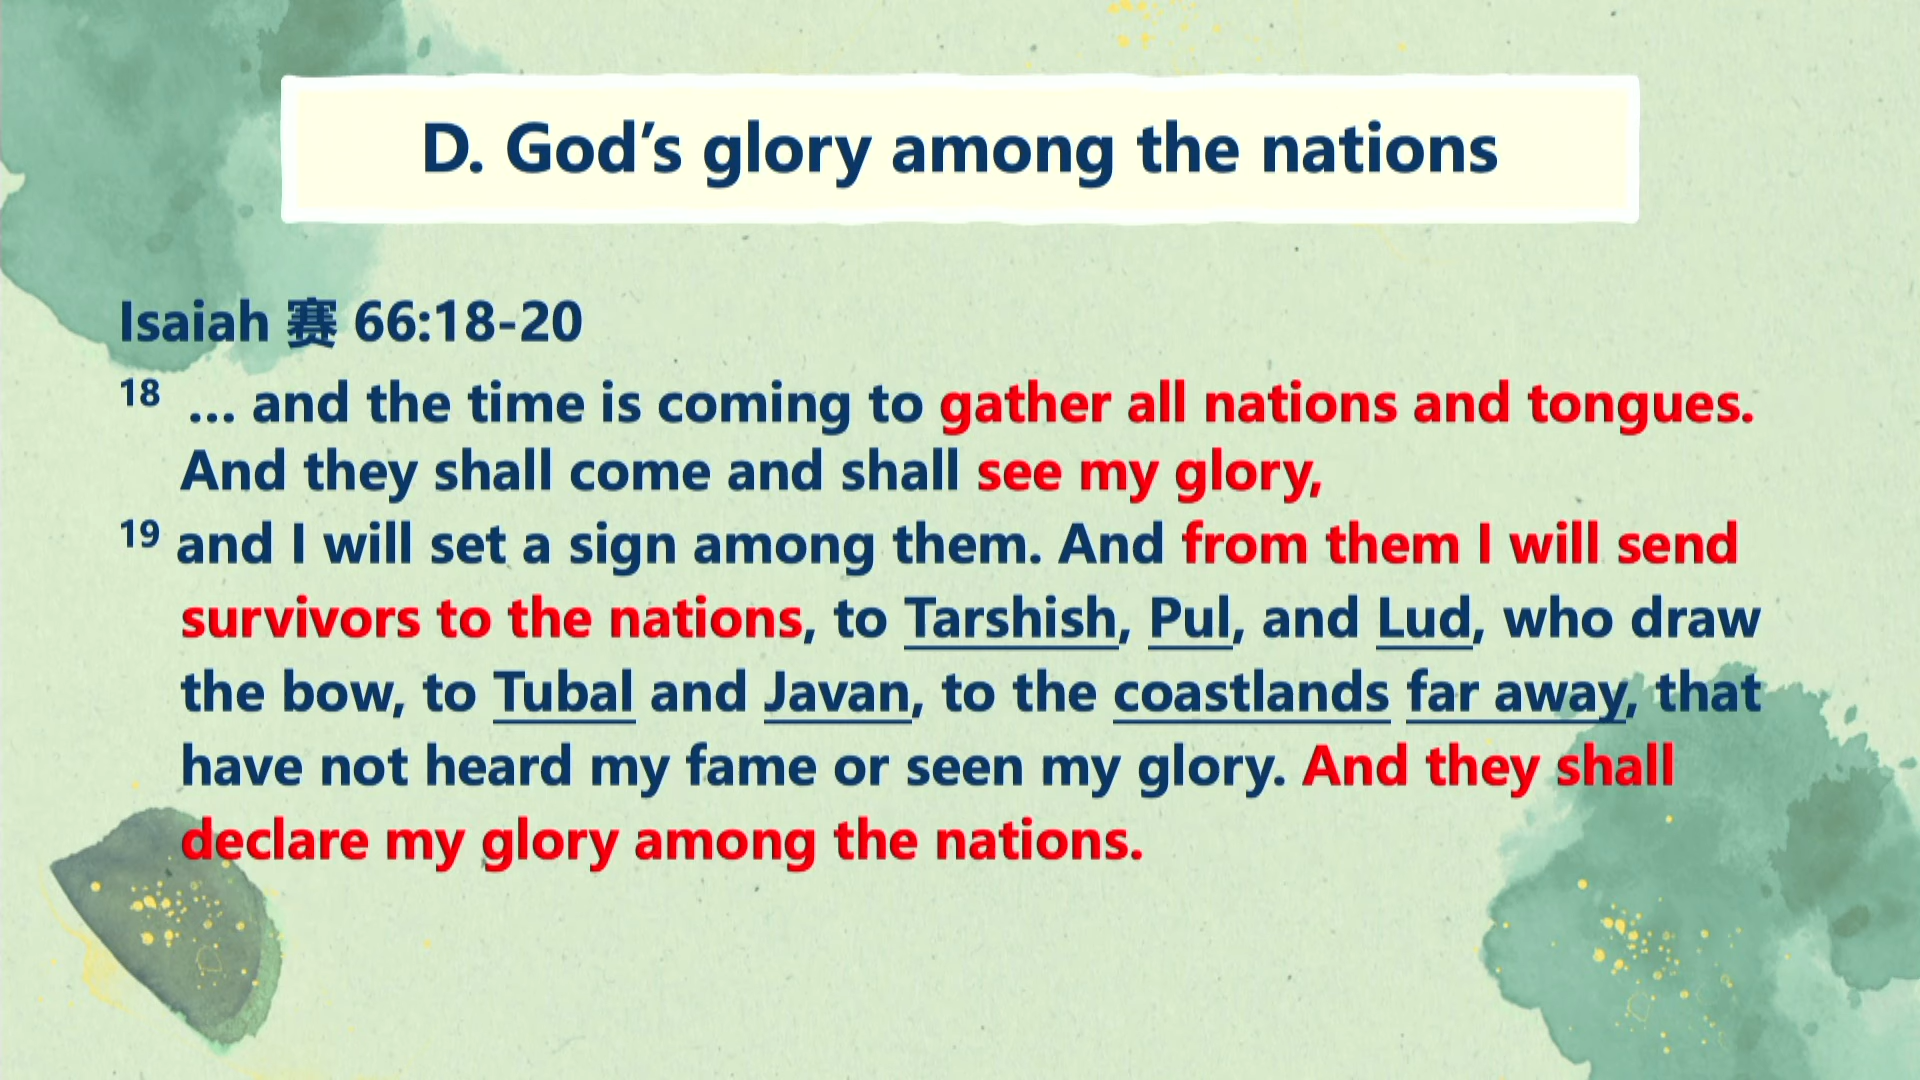 D. God’s glory among the nations
Isaiah 赛 66:18-20
18 … and the time is coming to gather all nations and tongues.
And they shall come and shall see my glory,
19 and I will set a sign among them. And from them I will send
survivors to the nations, to Tarshish, Pul, and Lud, who draw
the bow, to Tubal and Javan, to the coastlands far away, that
have not heard my fame or seen my glory. And they shall
declare my glory among the nations.